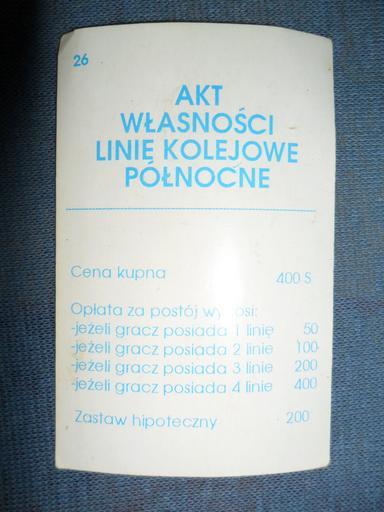 26
AKT
WŁASNOŚCI
LINIE KOLEJOWE
PÓŁNOCNE
Cena kupna 400 S
Opłata za postój wynosi:
-jeżeli gracz posiada 1 linię 50
-jeżeli gracz posiada 2 linie 100
-jeżeli gracz posiada 3 linie 200
-jeżeli gracz posiada 4 linie 400
Zastaw hipoteczny 200